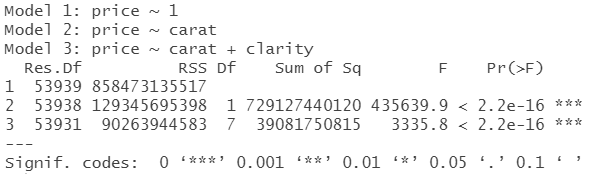 Model 1: price ~ 1
Model 2: price ~ carat
Model 3: price ~ carat + clarity
  Res.Df          RSS Df    Sum of Sq        F    Pr(>F)
1  53939 858473135517
2  53938 129345695398  1 729127440120 435639.9 < 2.2e-16 ***
3  53931  90263944583  7  39081750815   3335.8 < 2.2e-16 ***
---
Signif. codes:  0 ‘***’ 0.001 ‘**’ 0.01 ‘*’ 0.05 ‘.’ 0.1 ‘ ’